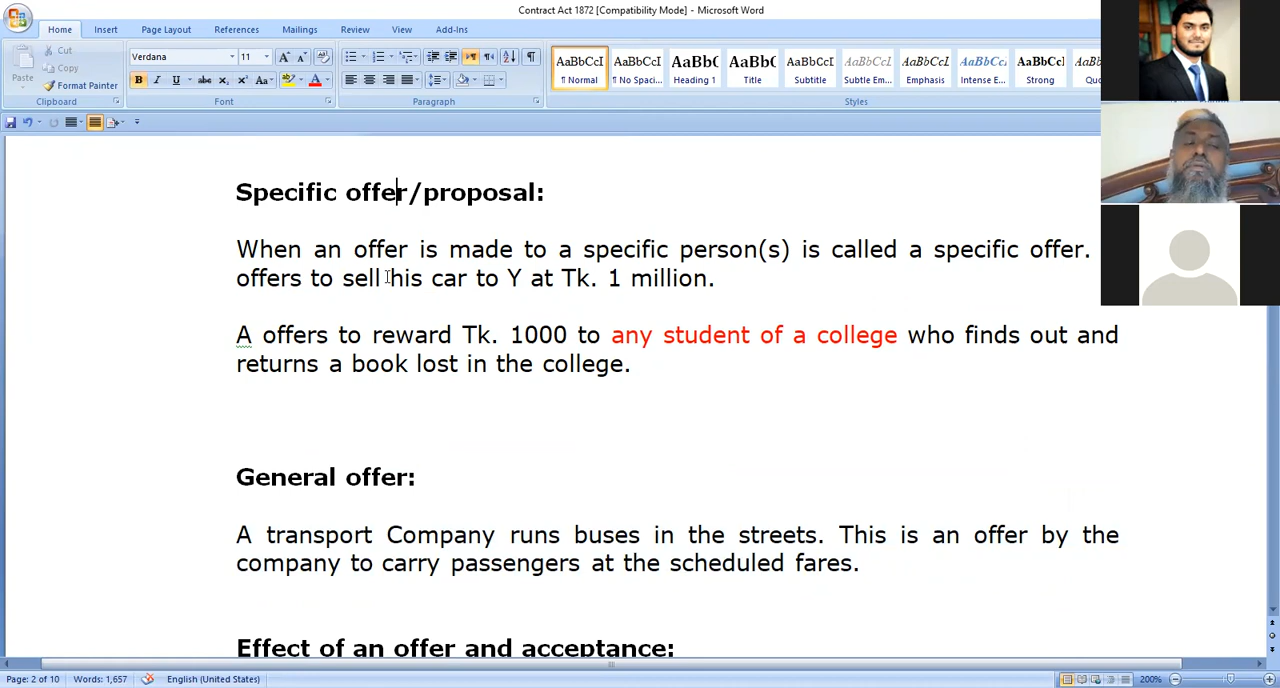 Contract Act 1872 [Compatibility Mode] - Microsoft Word
Home Insert Page Layout References Mailings Review View Add-Ins
Cut
Copy
Format Painter
Paste
Clipboard
Verdana 11
Font
Paragraph
AaBbCcI AaBbCcI AaBbC AaBb( AaBbCcI AaBbCcL AaBbCcL AaBbCcL AaBbCcl AaBbC
¶ Normal ¶ No Spaci... Heading 1 Title Subtitle Subtle Em... Emphasis Intense E... Strong Quo
Styles
Specific offer/proposal:
When an offer is made to a specific person(s) is called a specific offer.
offers to sell his car to Y at Tk. 1 million.
A offers to reward Tk. 1000 to any student of a college who finds out and
returns a book lost in the college.
General offer:
A transport Company runs buses in the streets. This is an offer by the
company to carry passengers at the scheduled fares.
Effect of an offer and acceptance:
Page: 2 of 10 Words: 1,657 English (United States) 200%